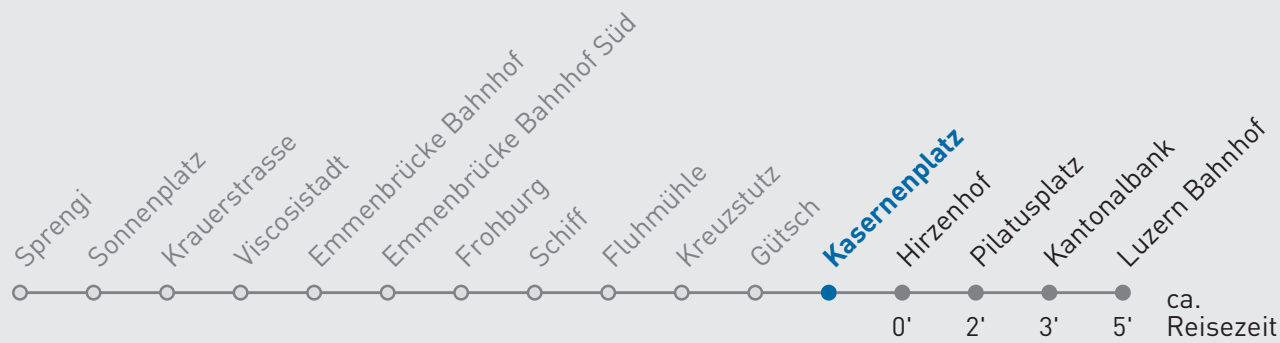 Sprengi
Sonnenplatz
Krauerstrasse
Viscosistadt
Emmenbrücke Bahnhof
Emmenbrücke Bahnhof Süd
Frohburg
Schiff
Fluhmühle
Kreuzstutz
Gütsch
Kasernenplatz
Hirzenhof
Pilatusplatz
Kantonalbank
Luzern Bahnhof
0' 2' 3' 5'
ca.
Reisezeit